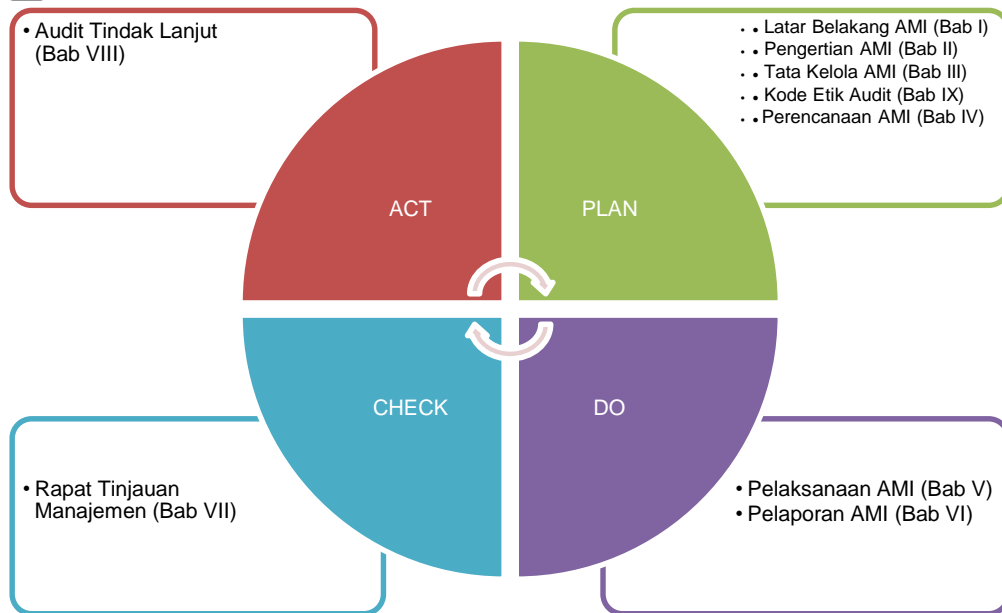 • Audit Tindak Lanjut
(Bab VIII)
• • Latar Belakang AMI (Bab I)
• • Pengertian AMI (Bab II)
• • Tata Kelola AMI (Bab III)
• • Kode Etik Audit (Bab IX)
• • Perencanaan AMI (Bab IV)
ACT
PLAN
CHECK
DO
• Rapat Tinjauan
Manajemen (Bab VII)
• Pelaksanaan AMI (Bab V)
• Pelaporan AMI (Bab VI)